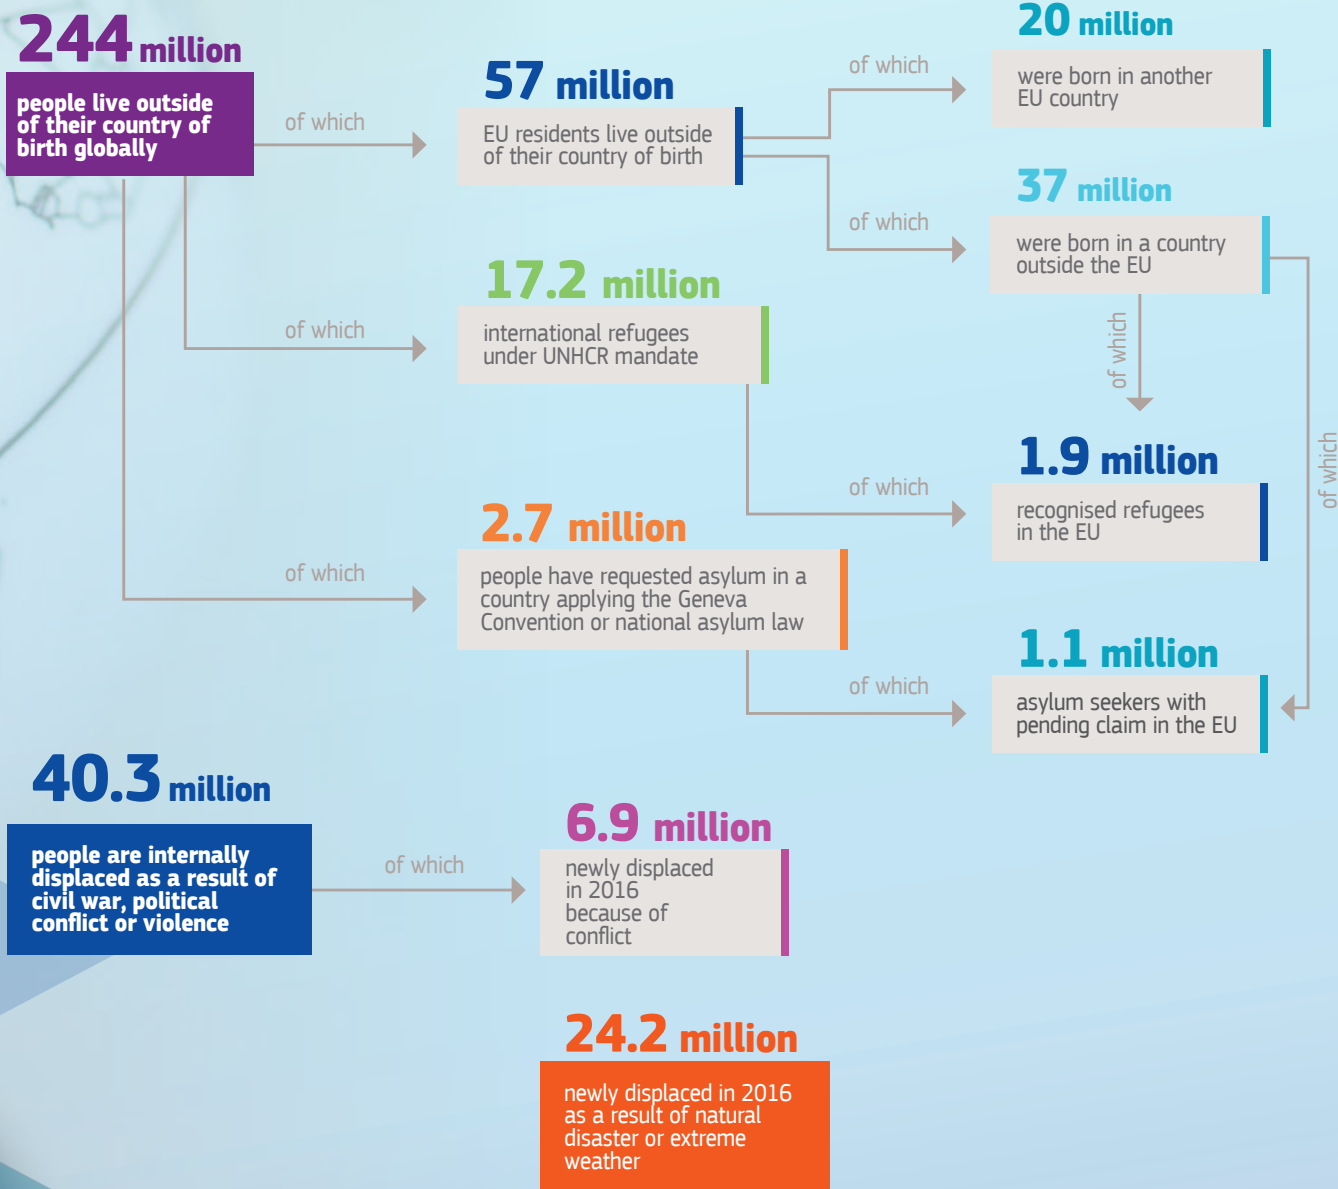 244 million
people live outside
of their country of
birth globally
of which
57 million
EU residents live outside
of their country of birth
of which
20 million
were born in another
EU country
of which
37 million
were born in a country
outside the EU
of which
17.2 million
international refugees
under UNHCR mandate
of which
of which
of which
1.9 million
recognised refugees
in the EU
of which
2.7 million
people have requested asylum in a
country applying the Geneva
Convention or national asylum law
of which
1.1 million
asylum seekers with
pending claim in the EU
40.3 million
people are internally
displaced as a result of
civil war, political
conflict or violence
of which
6.9 million
newly displaced
in 2016
because of
conflict
24.2 million
newly displaced in 2016
as a result of natural
disaster or extreme
weather